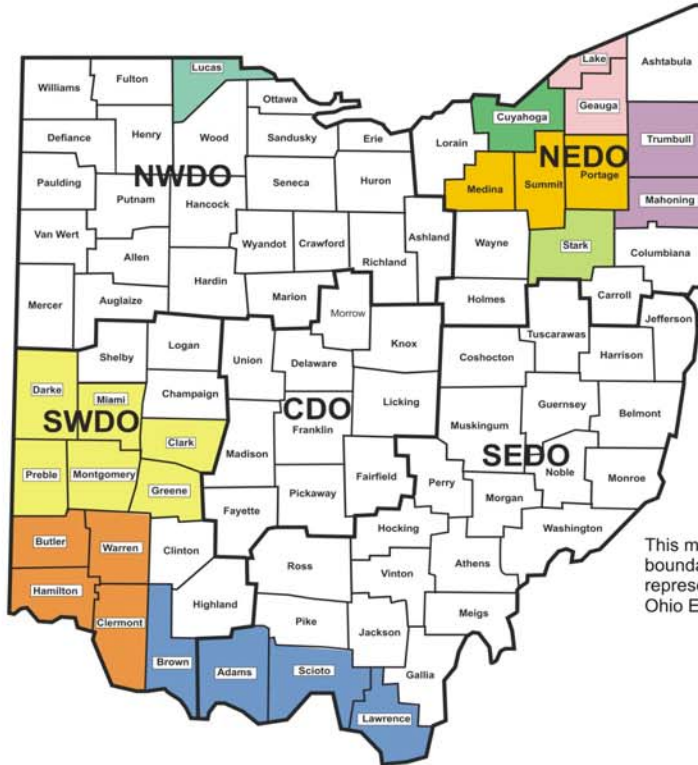 Lake
Ashtabula
Lucas
Fulton
Williams
Geauga
Ottawa
Cuyahoga
Defiance
Henry
Wood
Sandusky
Erie
Lorain
Trumbull
NWDO
NEDO
Paulding
Seneca
Huron
Medina
Summit
Portage
Putnam
Hancock
Mahoning
Van Wert
Wyandot
Crawford
Ashland
Wayne
Stark
Columbiana
Allen
Richland
Hardin
Marion
Holmes
Carroll
Mercer
Auglaize
Morrow
Jefferson
Logan
Knox
Tuscarawas
Shelby
Union
Delaware
Coshocton
Harrison
Darke
Miami
Champaign
Licking
Guernsey
Belmont
SWDO
CDO
Clark
Franklin
Muskingum
SEDO
Madison
Noble
Preble
Montgomery
Fairfield
Perry
Monroe
Greene
Pickaway
Morgan
Fayette
Washington
Hocking
Butler
Warren
Clinton
Ross
Athens
Vinton
Hamilton
Highland
Clermont
Pike
Jackson
Meigs
Brown
Adams
Scioto
Gallia
Lawrence
This m
bounda
represe
Ohio E